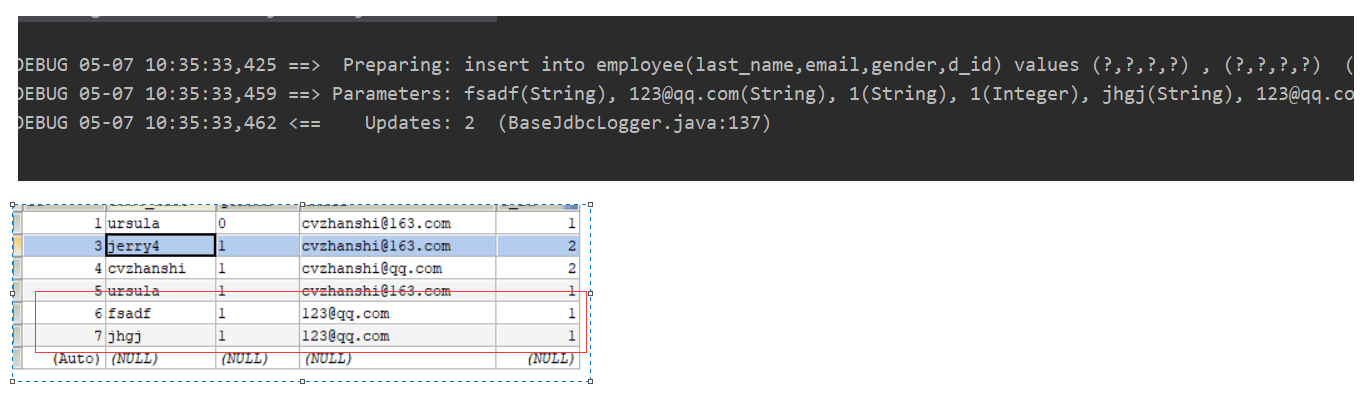 DEBUG 05-07 10:35:33,425 ==>  Preparing: insert into employee(last_name,email,gender,d_id) values (?,?,?,?) , (?,?,?,?)  (
DEBUG 05-07 10:35:33,459 ==> Parameters: fsadf(String), 123@qq.com(String), 1(String), 1(Integer), jhgj(String), 123@qq.co
DEBUG 05-07 10:35:33,462 <==    Updates: 2  (BaseJdbcLogger.java:137)
1 ursula 0 cvzhanshi@163.com 1
3 jerry4 1 cvzhanshi@163.com 2
4 cvzhanshi 1 cvzhanshi@qq.com 2
5 ursula 1 cvzhanshi@163.com 1
6 fsadf 1 123@qq.com 1
7 jhgj 1 123@qq.com 1
(Auto) (NULL) (NULL) (NULL) (NULL)